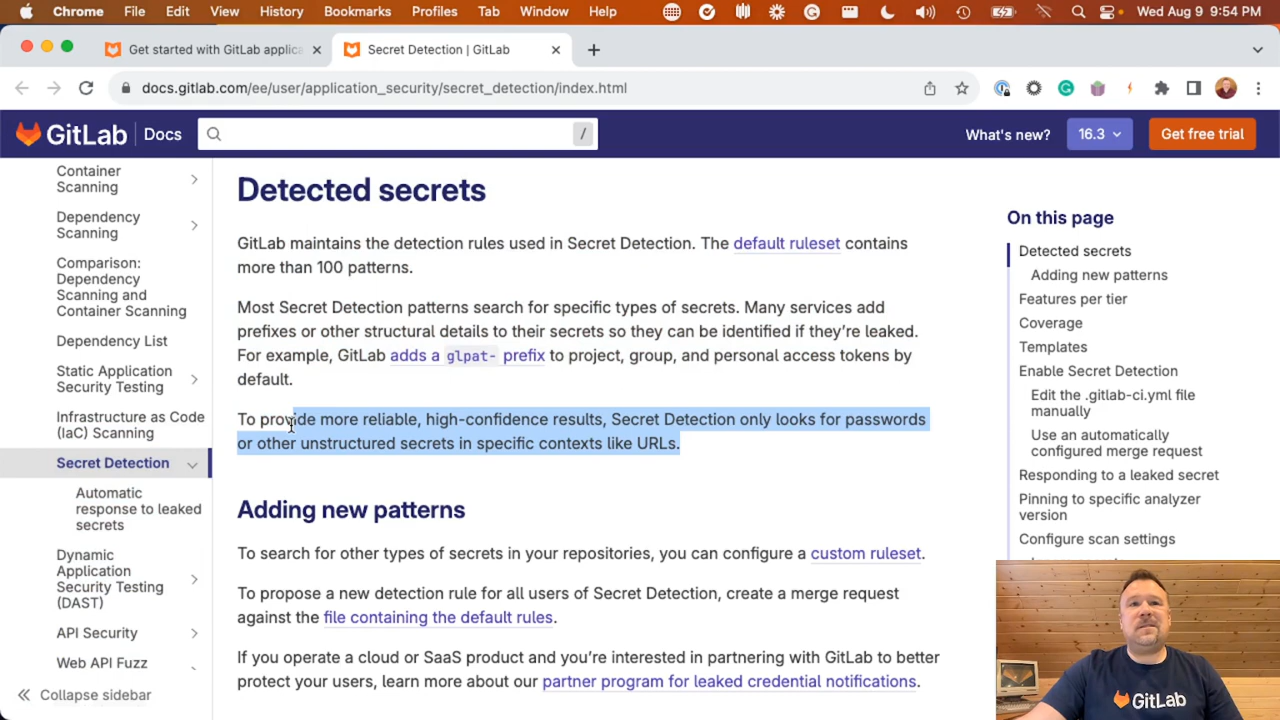 Chrome File Edit View History Bookmarks Profiles Tab Window Help Wed Aug 9 9:54 PM
Get started with GitLab applica
Secret Detection | GitLab
docs.gitlab.com/ee/user/application_security/secret_detection/index.html
GitLab Docs
/
What's new?
16.3
Get free trial
Container
Scanning
Dependency
Scanning
Comparison:
Dependency
Scanning and
Container Scanning
Dependency List
Static Application
Security Testing
Infrastructure as Code
(IaC) Scanning
Secret Detection
Automatic
response to leaked
secrets
Dynamic
Application
Security Testing
(DAST)
API Security
Web API Fuzz
Collapse sidebar
Detected secrets
GitLab maintains the detection rules used in Secret Detection. The default ruleset contains
more than 100 patterns.
Most Secret Detection patterns search for specific types of secrets. Many services add
prefixes or other structural details to their secrets so they can be identified if they're leaked.
For example, GitLab adds a glpat- prefix to project, group, and personal access tokens by
default.
To provide more reliable, high-confidence results, Secret Detection only looks for passwords
or other unstructured secrets in specific contexts like URLs.
Adding new patterns
To search for other types of secrets in your repositories, you can configure a custom ruleset.
To propose a new detection rule for all users of Secret Detection, create a merge request
against the file containing the default rules.
If you operate a cloud or SaaS product and you're interested in partnering with GitLab to better
protect your users, learn more about our partner program for leaked credential notifications.
On this page
Detected secrets
Adding new patterns
Features per tier
Coverage
Templates
Enable Secret Detection
Edit the .gitlab-ci.yml file
manually
Use an automatically
configured merge request
Responding to a leaked secret
Pinning to specific analyzer
version
Configure scan settings
GitLab